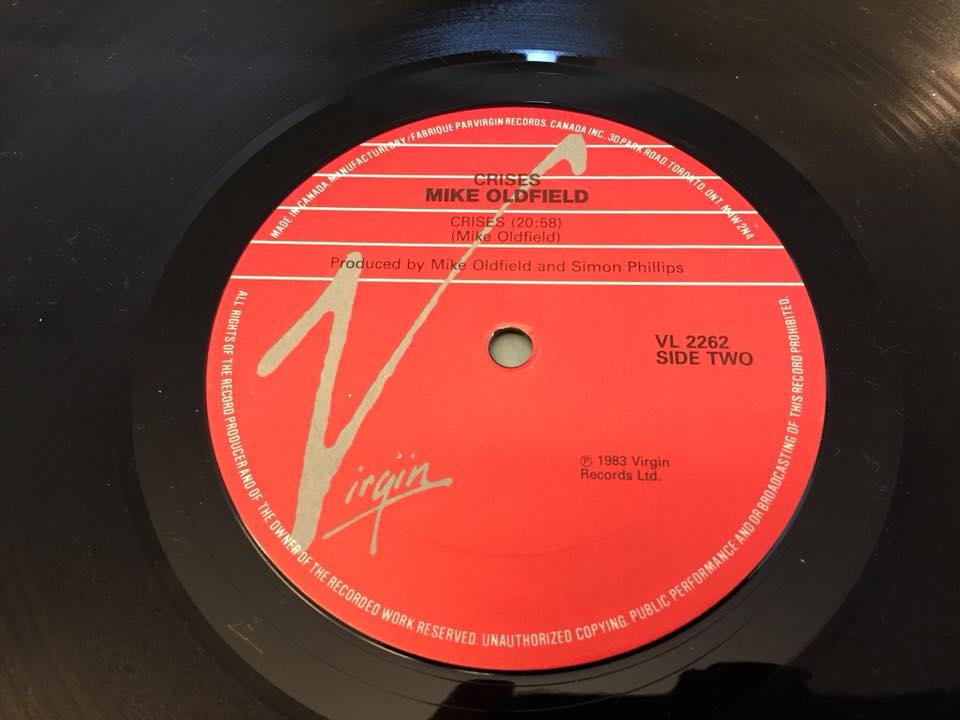 MADE IN CANADA. MANUFACTURED BY / FABRIQUE PAR VIRGIN RECORDS. CANADA INC., 3D PARK ROAD, TORONTO, ONT. M4W 2N4
CRISES
MIKE OLDFIELD
CRISES (20:58)
(Mike Oldfield)
Produced by Mike Oldfield and Simon Phillips
VL 2262
SIDE TWO
Virgin
℗ 1983 Virgin
Records Ltd.
ALL RIGHTS OF THE RECORD PRODUCER AND OF THE OWNER OF THE RECORDED WORK RESERVED. UNAUTHORIZED COPYING, PUBLIC PERFORMANCE AND/OR BROADCASTING OF THIS RECORD PROHIBITED.